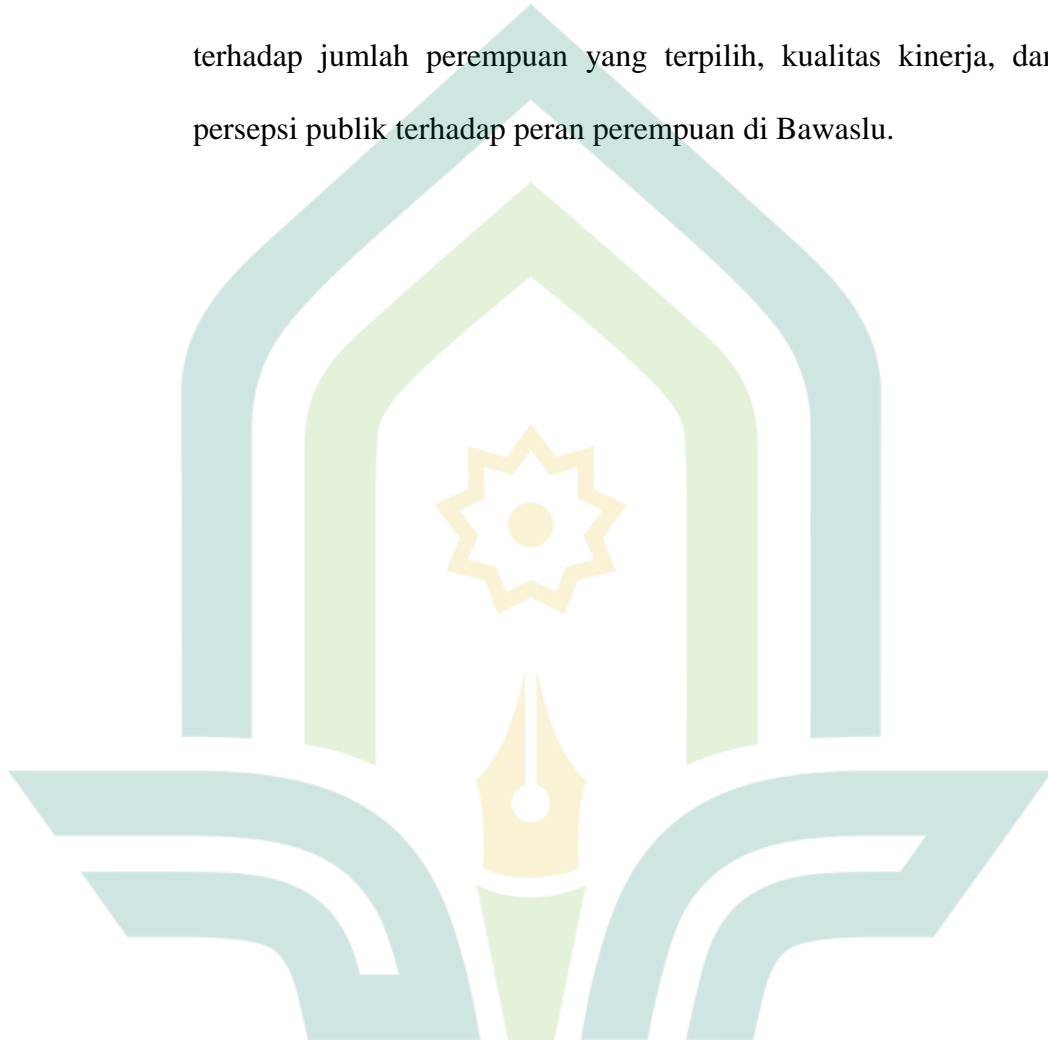 terhadap jumlah perempuan yang terpilih, kualitas kinerja, dan
persepsi publik terhadap peran perempuan di Bawaslu.